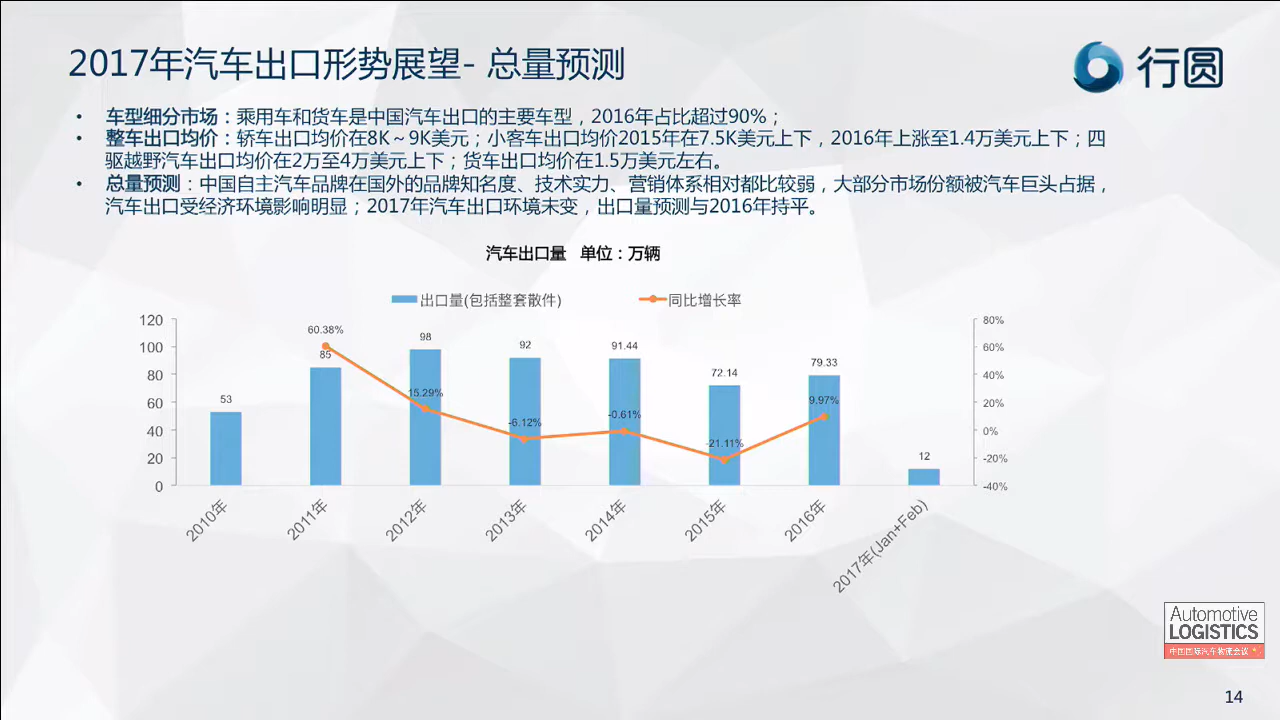 2017年汽车出口形势展望- 总量预测
行圆
• 车型细分市场：乘用车和货车是中国汽车出口的主要车型，2016年占比超过90%；
• 整车出口均价：轿车出口均价在8K～9K美元；小客车出口均价2015年在7.5K美元上下，2016年上涨至1.4万美元上下；四
驱越野汽车出口均价在2万至4万美元上下；货车出口均价在1.5万美元左右。
• 总量预测：中国自主汽车品牌在国外的品牌知名度、技术实力、营销体系相对都比较弱，大部分市场份额被汽车巨头占据，
汽车出口受经济环境影响明显；2017年汽车出口环境未变，出口量预测与2016年持平。
汽车出口量 单位：万辆
出口量(包括整套散件) 同比增长率
120
100
80
60
40
20
0
80%
60%
40%
20%
0%
-20%
-40%
53
85
98
92
91.44
72.14
79.33
12
60.38%
15.29%
-6.12%
-0.61%
-21.11%
9.97%
2010年
2011年
2012年
2013年
2014年
2015年
2016年
2017年(Jan+Feb)
Automotive
LOGISTICS
中国国际汽车物流会议
14